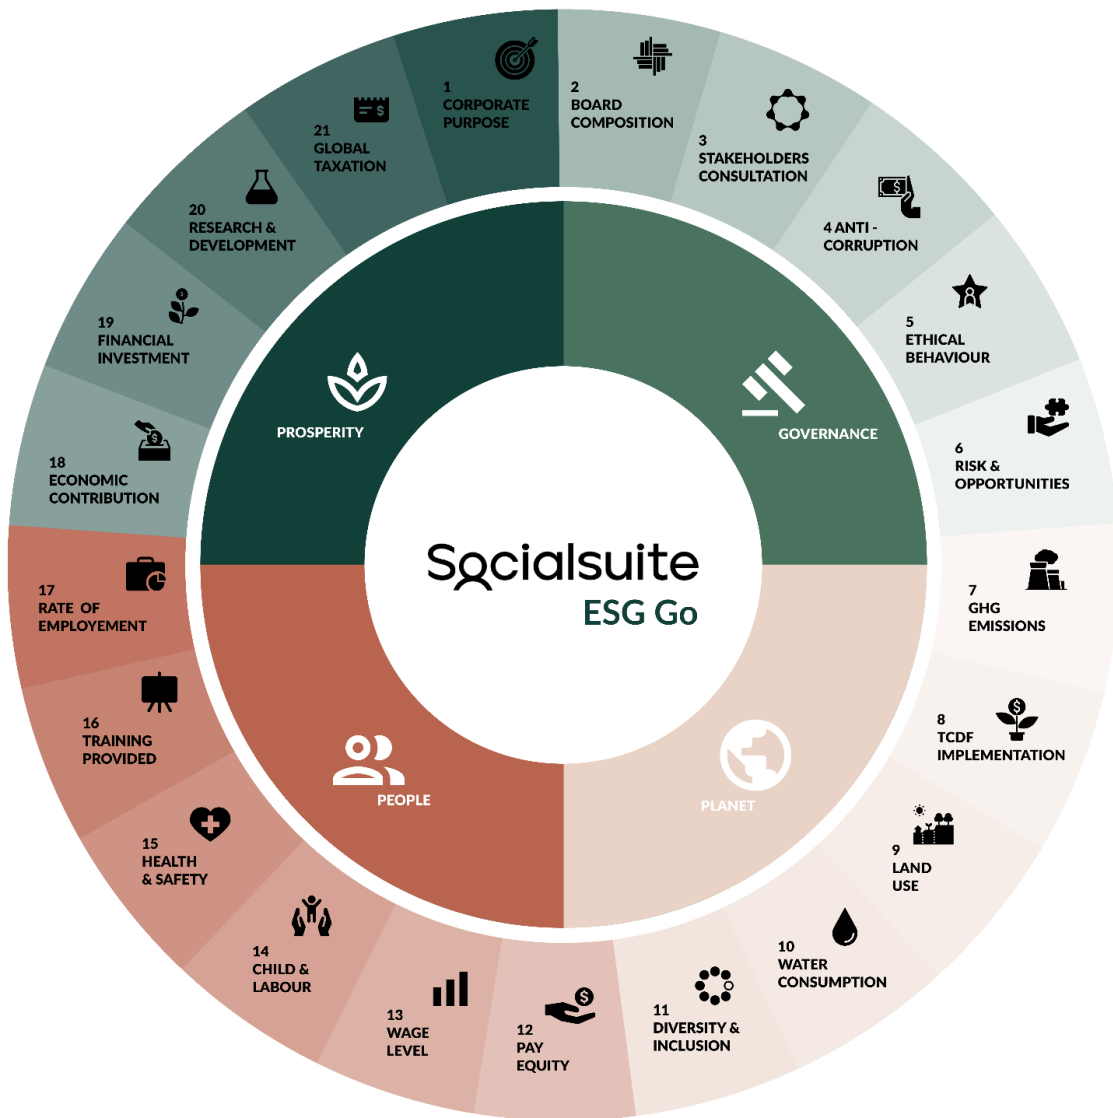 1
CORPORATE
PURPOSE
2
BOARD
COMPOSITION
3
STAKEHOLDERS
CONSULTATION
4 ANTI -
CORRUPTION
5
ETHICAL
BEHAVIOUR
6
RISK &
OPPORTUNITIES
7
GHG
EMISSIONS
8
TCDF
IMPLEMENTATION
9
LAND
USE
10
WATER
CONSUMPTION
11
DIVERSITY &
INCLUSION
12
PAY
EQUITY
13
WAGE
LEVEL
14
CHILD &
LABOUR
15
HEALTH
& SAFETY
16
TRAINING
PROVIDED
17
RATE OF
EMPLOYEMENT
18
ECONOMIC
CONTRIBUTION
19
FINANCIAL
INVESTMENT
20
RESEARCH &
DEVELOPMENT
21
GLOBAL
TAXATION
PROSPERITY
GOVERNANCE
PEOPLE
PLANET
Socialsuite
ESG Go